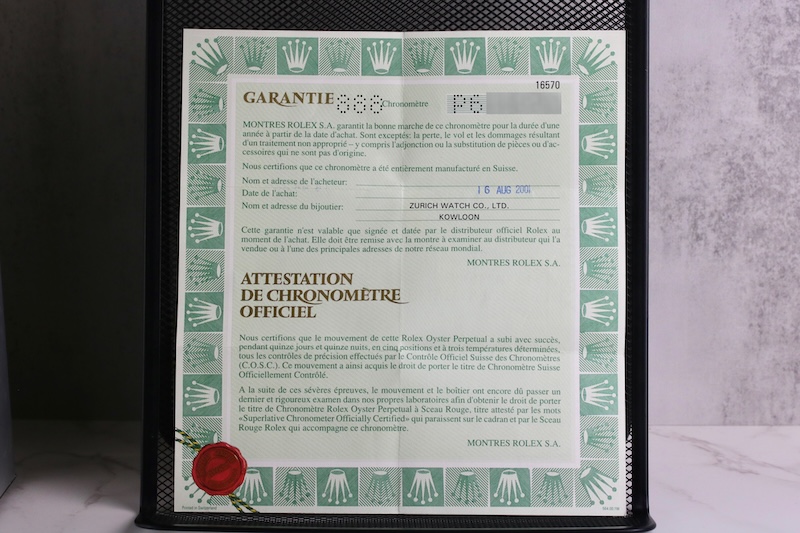 16570
GARANTIE 888 Chronomètre P6
MONTRES ROLEX S.A. garantit la bonne marche de ce chronomètre pour la durée d'une
année à partir de la date d'achat. Sont exceptés: la perte, le vol et les dommages résultant
d'un traitement non approprié – y compris l'adjonction ou la substitution de pièces ou d'ac-
cessoires qui ne sont pas d'origine.
Nous certifions que ce chronomètre a été entièrement manufacturé en Suisse.
Nom et adresse de l'acheteur:
Date de l'achat: 16 AUG 2001
Nom et adresse du bijoutier: ZURICH WATCH CO., LTD.
KOWLOON
Cette garantie n'est valable que signée et datée par le distributeur officiel Rolex au
moment de l'achat. Elle doit être remise avec la montre à examiner au distributeur qui l'a
vendue ou à l'une des principales adresses de notre réseau mondial.
MONTRES ROLEX S.A.
ATTESTATION
DE CHRONOMÈTRE
OFFICIEL
Nous certifions que le mouvement de cette Rolex Oyster Perpetual a subi avec succès,
pendant quinze jours et quinze nuits, en cinq positions et à trois températures déterminées,
tous les contrôles de précision effectués par le Contrôle Officiel Suisse des Chronomètres
(C.O.S.C.). Ce mouvement a ainsi acquis le droit de porter le titre de Chronomètre Suisse
Officiellement Contrôlé.
A la suite de ces sévères épreuves, le mouvement et le boîtier ont encore dû passer un
dernier et rigoureux examen dans nos propres laboratoires afin d'obtenir le droit de porter
le titre de Chronomètre Rolex Oyster Perpetual à Sceau Rouge, titre attesté par les mots
«Superlative Chronometer Officially Certified» qui paraissent sur le cadran et par le Sceau
Rouge Rolex qui accompagne ce chronomètre.
MONTRES ROLEX S.A.
Printed in Switzerland